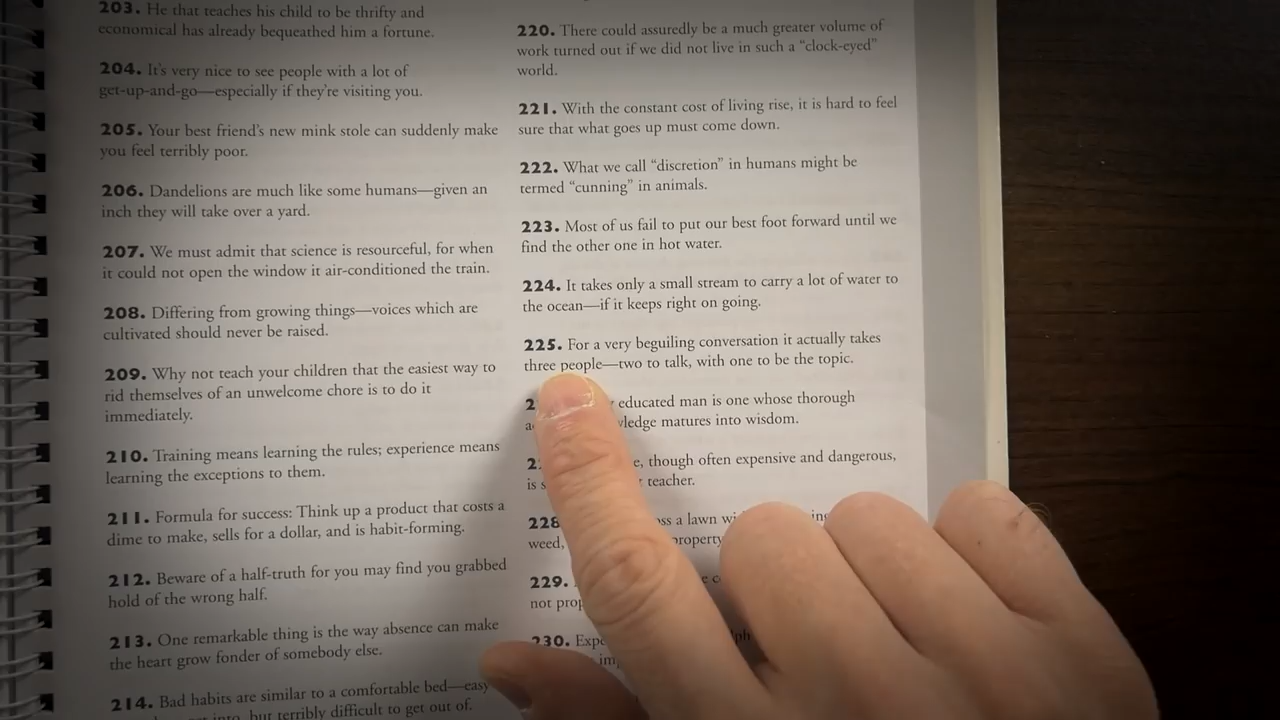 203. He that teaches his child to be thrifty and
economical has already bequeathed him a fortune.
204. It's very nice to see people with a lot of
get-up-and-go—especially if they're visiting you.
205. Your best friend's new mink stole can suddenly make
you feel terribly poor.
206. Dandelions are much like some humans—given an
inch they will take over a yard.
207. We must admit that science is resourceful, for when
it could not open the window it air-conditioned the train.
208. Differing from growing things—voices which are
cultivated should never be raised.
209. Why not teach your children that the easiest way to
rid themselves of an unwelcome chore is to do it
immediately.
210. Training means learning the rules; experience means
learning the exceptions to them.
211. Formula for success: Think up a product that costs a
dime to make, sells for a dollar, and is habit-forming.
212. Beware of a half-truth for you may find you grabbed
hold of the wrong half.
213. One remarkable thing is the way absence can make
the heart grow fonder of somebody else.
214. Bad habits are similar to a comfortable bed—easy
but terribly difficult to get out of.
220. There could assuredly be a much greater volume of
work turned out if we did not live in such a "clock-eyed"
world.
221. With the constant cost of living rise, it is hard to feel
sure that what goes up must come down.
222. What we call "discretion" in humans might be
termed "cunning" in animals.
223. Most of us fail to put our best foot forward until we
find the other one in hot water.
224. It takes only a small stream to carry a lot of water to
the ocean—if it keeps right on going.
225. For a very beguiling conversation it actually takes
three people—two to talk, with one to be the topic.
educated man is one whose thorough
matures into wisdom.
though often expensive and dangerous,
is teacher.
228 a lawn
weed, property
229.
not
230.